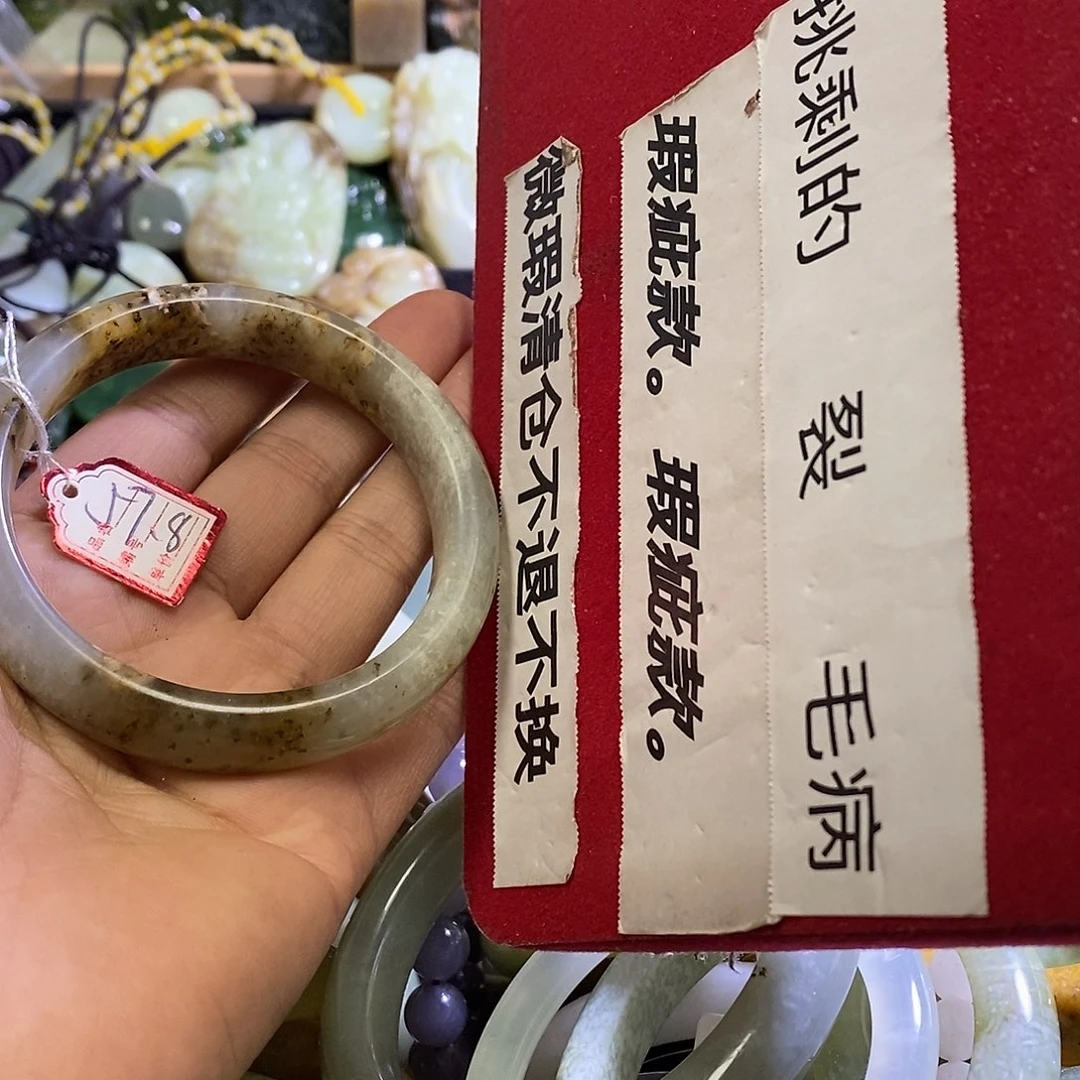 挑剩的 裂 毛病
瑕疵款。 瑕疵款。
微瑕清仓不退不换